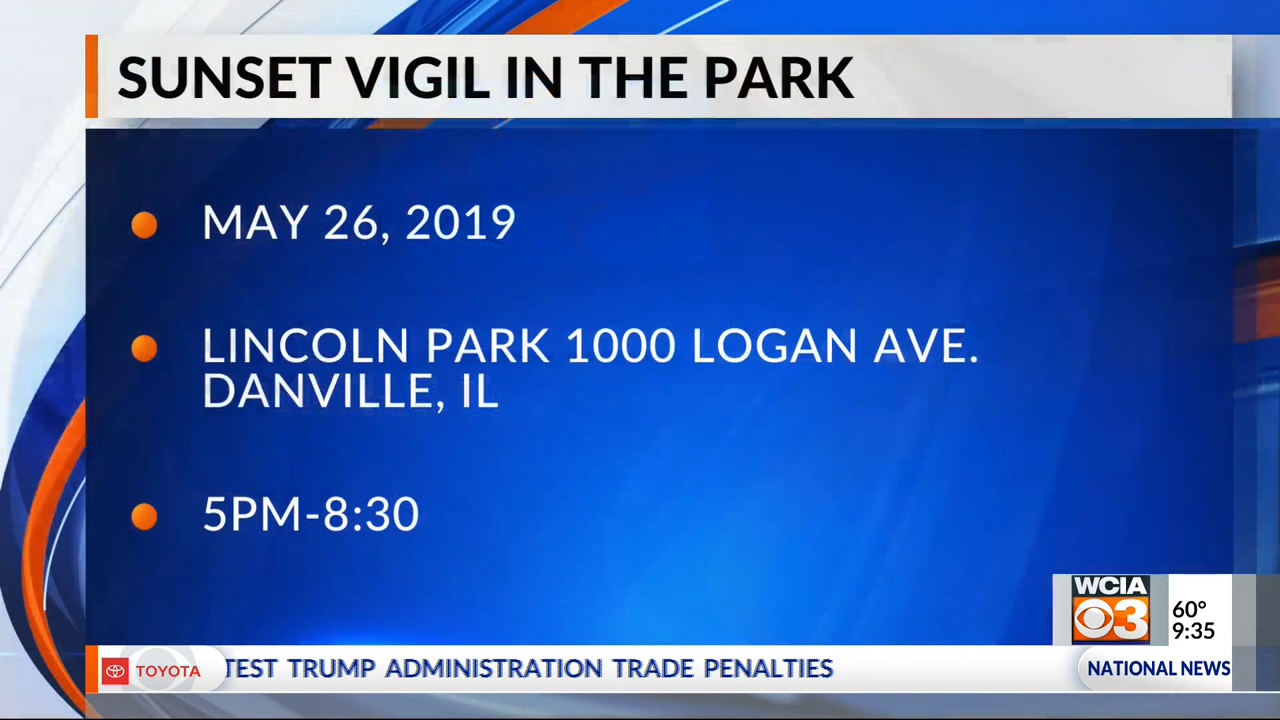 SUNSET VIGIL IN THE PARK
MAY 26, 2019
LINCOLN PARK 1000 LOGAN AVE.
DANVILLE, IL
5PM-8:30
WCIA
3
60°
9:35
TOYOTA
TEST TRUMP ADMINISTRATION TRADE PENALTIES
NATIONAL NEWS